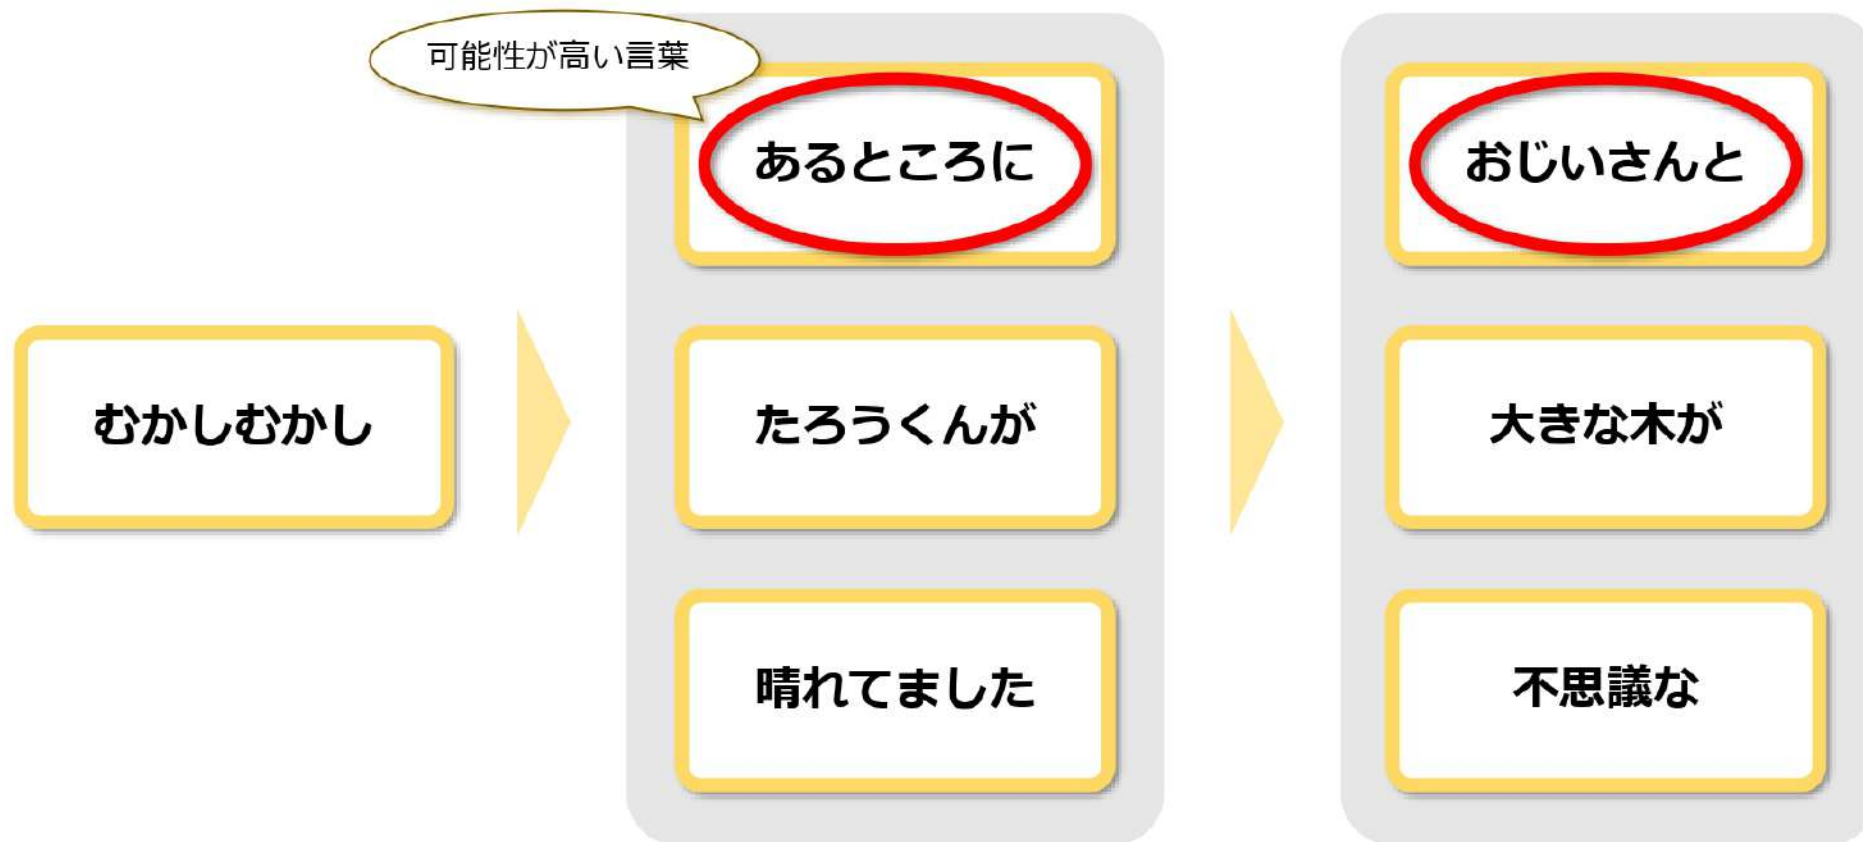 可能性が高い言葉
むかしむかし
あるところに
たろうくんが
晴れてました
おじいさんと
大きな木が
不思議な